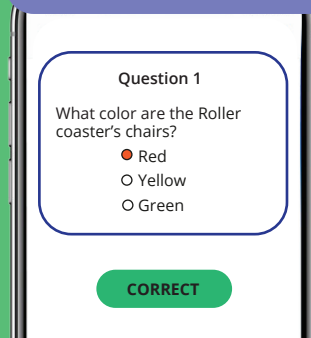 Question 1
What color are the Roller
coaster's chairs?
Red
Yellow
Green
CORRECT